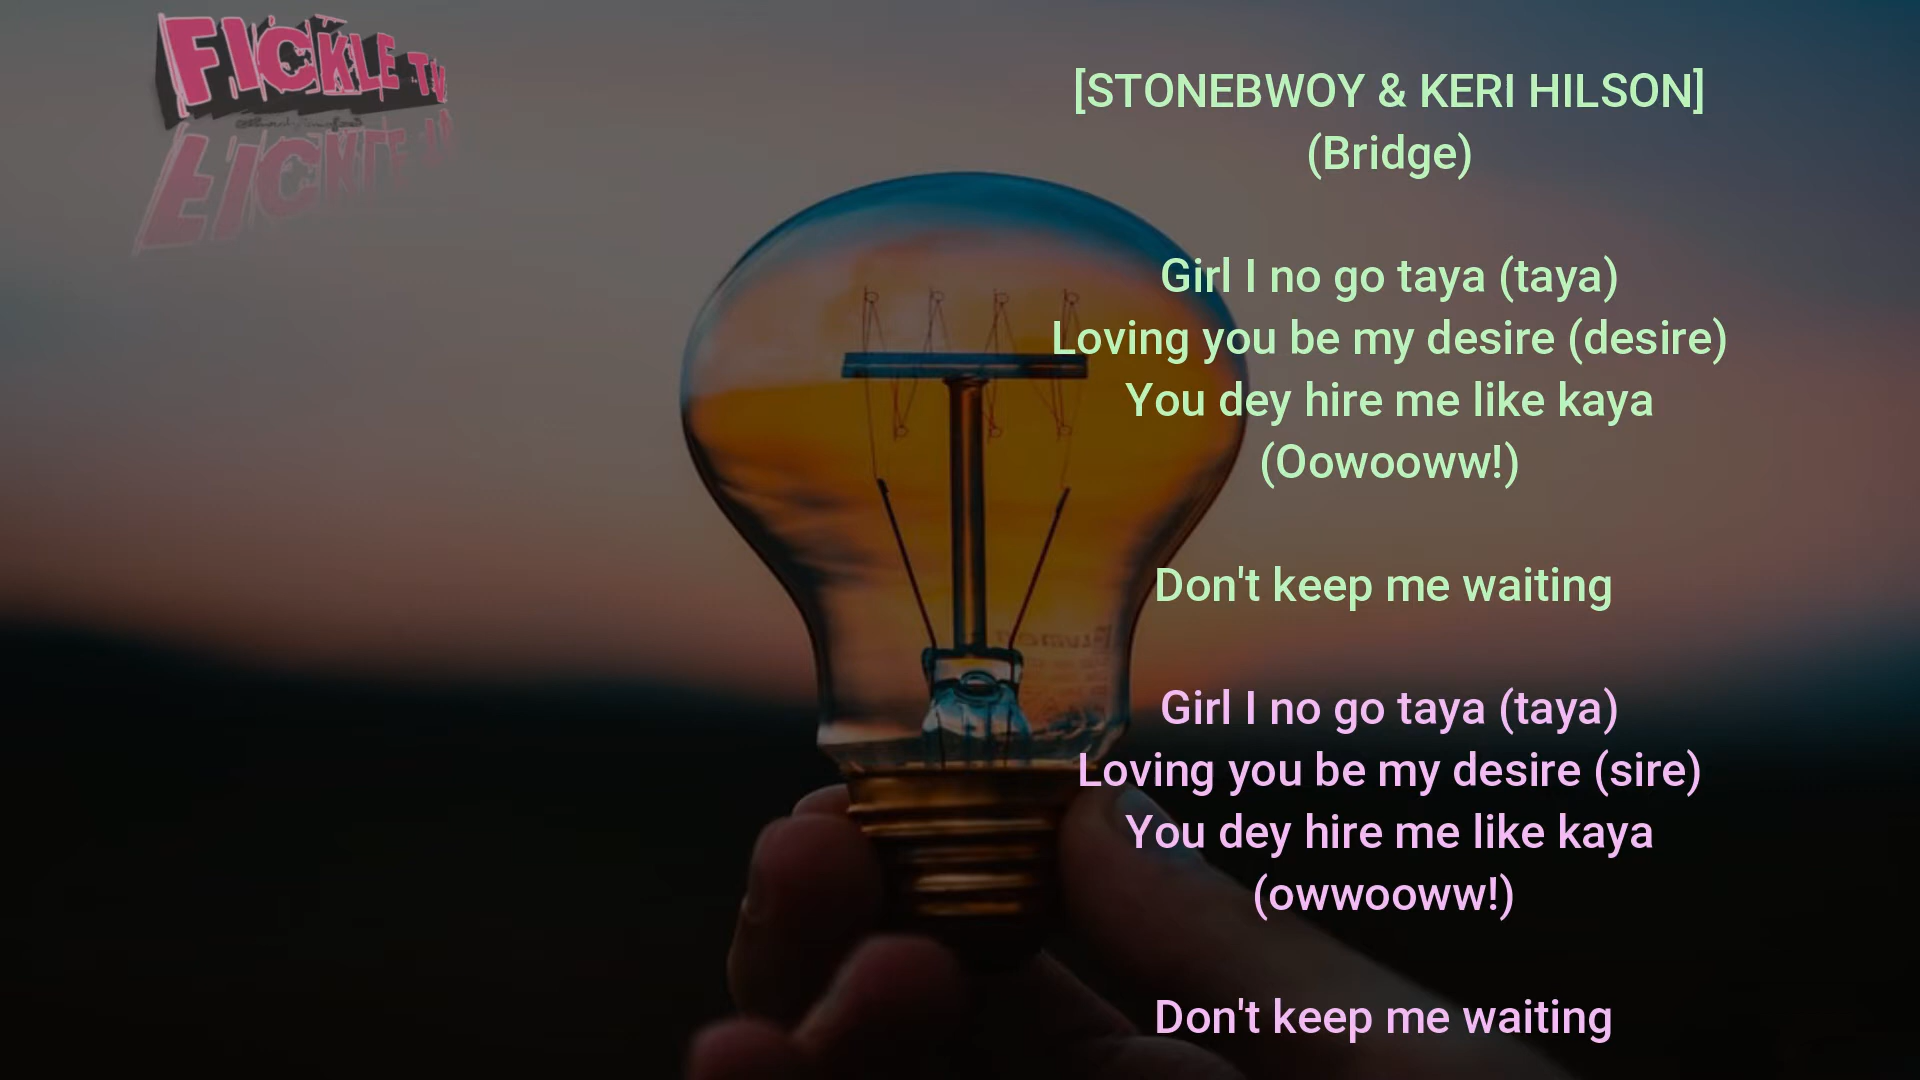 FICKLE TV
[STONEBWOY & KERI HILSON]
(Bridge)
Girl I no go taya (taya)
Loving you be my desire (desire)
You dey hire me like kaya
(Oowooww!)
Don't keep me waiting
Girl I no go taya (taya)
Loving you be my desire (sire)
You dey hire me like kaya
(owwooww!)
Don't keep me waiting